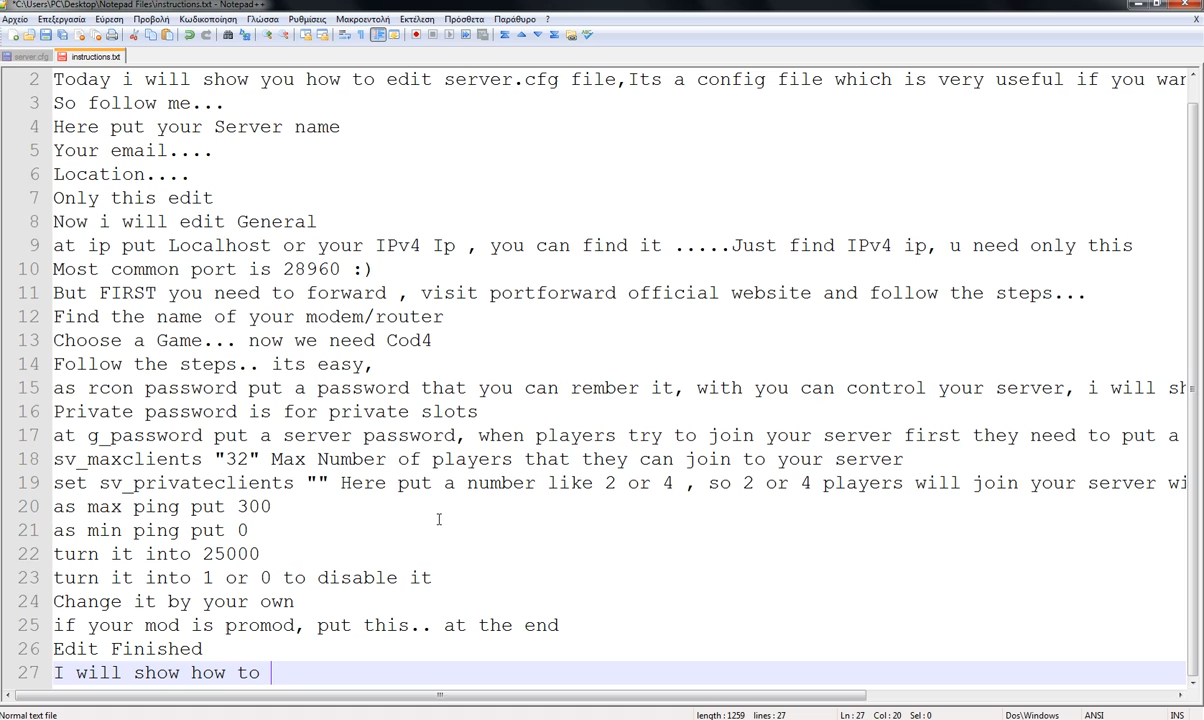 *C:\Users\PC\Desktop\Notepad Files\instructions.txt - Notepad++
Αρχείο Επεξεργασία Εύρεση Προβολή Κωδικοποίηση Γλώσσα Ρυθμίσεις Μακροεντολή Εκτέλεση Πρόσθετα Παράθυρο ?
X
server.cfg instructions.txt
2 Today i will show you how to edit server.cfg file,Its a config file which is very useful if you wan
3 So follow me...
4 Here put your Server name
5 Your email....
6 Location....
7 Only this edit
8 Now i will edit General
9 at ip put Localhost or your IPv4 Ip , you can find it .....Just find IPv4 ip, u need only this
10 Most common port is 28960 :)
11 But FIRST you need to forward , visit portforward official website and follow the steps...
12 Find the name of your modem/router
13 Choose a Game... now we need Cod4
14 Follow the steps.. its easy,
15 as rcon password put a password that you can rember it, with you can control your server, i will sh
16 Private password is for private slots
17 at g_password put a server password, when players try to join your server first they need to put a
18 sv_maxclients "32" Max Number of players that they can join to your server
19 set sv_privateclients "" Here put a number like 2 or 4 , so 2 or 4 players will join your server wi
20 as max ping put 300
21 as min ping put 0
22 turn it into 25000
23 turn it into 1 or 0 to disable it
24 Change it by your own
25 if your mod is promod, put this.. at the end
26 Edit Finished
27 I will show how to
Normal text file length : 1259 lines : 27 Ln : 27 Col : 20 Sel : 0 Dos\Windows ANSI INS